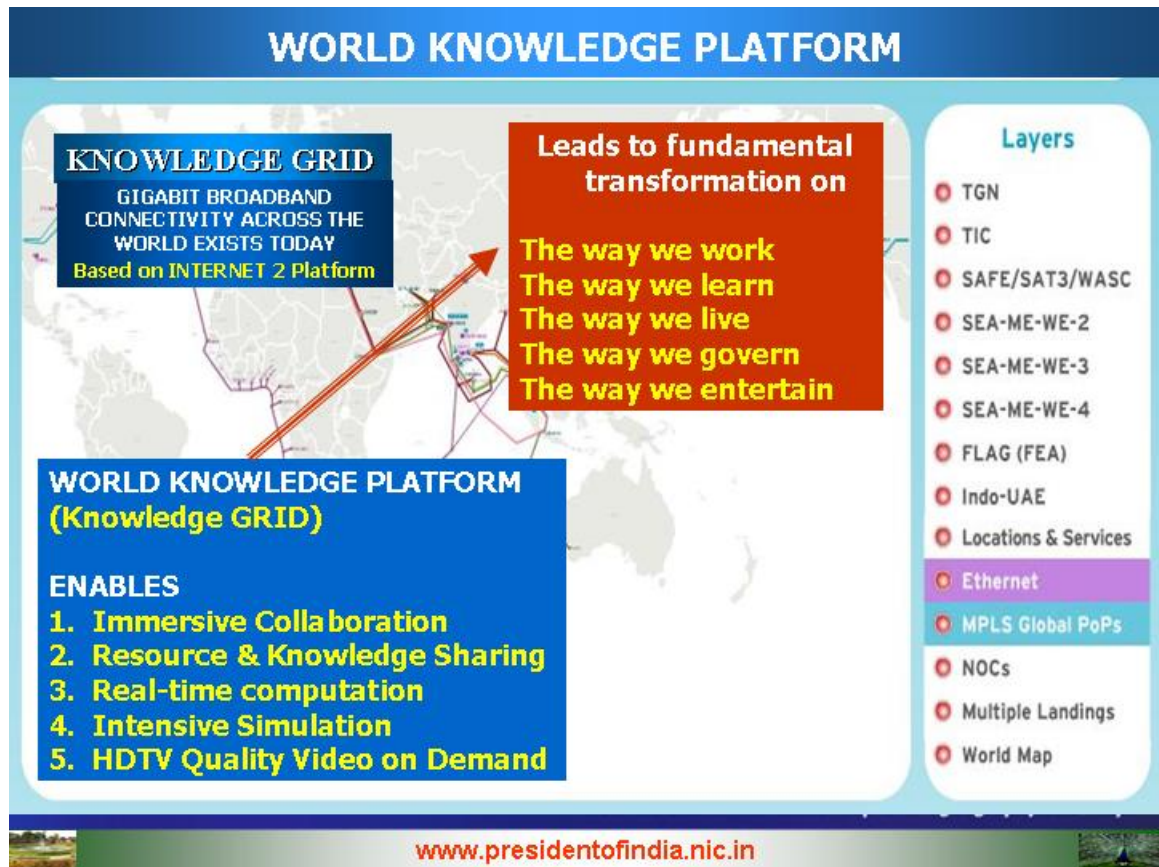 WORLD KNOWLEDGE PLATFORM
KNOWLEDGE GRID
GIGABIT BROADBAND
CONNECTIVITY ACROSS THE
WORLD EXISTS TODAY
Based on INTERNET 2 Platform
Leads to fundamental
transformation on
The way we work
The way we learn
The way we live
The way we govern
The way we entertain
WORLD KNOWLEDGE PLATFORM
(Knowledge GRID)
ENABLES
1. Immersive Collaboration
2. Resource & Knowledge Sharing
3. Real-time computation
4. Intensive Simulation
5. HDTV Quality Video on Demand
Layers
TGN
TIC
SAFE/SAT3/WASC
SEA-ME-WE-2
SEA-ME-WE-3
SEA-ME-WE-4
FLAG (FEA)
Indo-UAE
Locations & Services
Ethernet
MPLS Global PoPs
NOCs
Multiple Landings
World Map
www.presidentofindia.nic.in